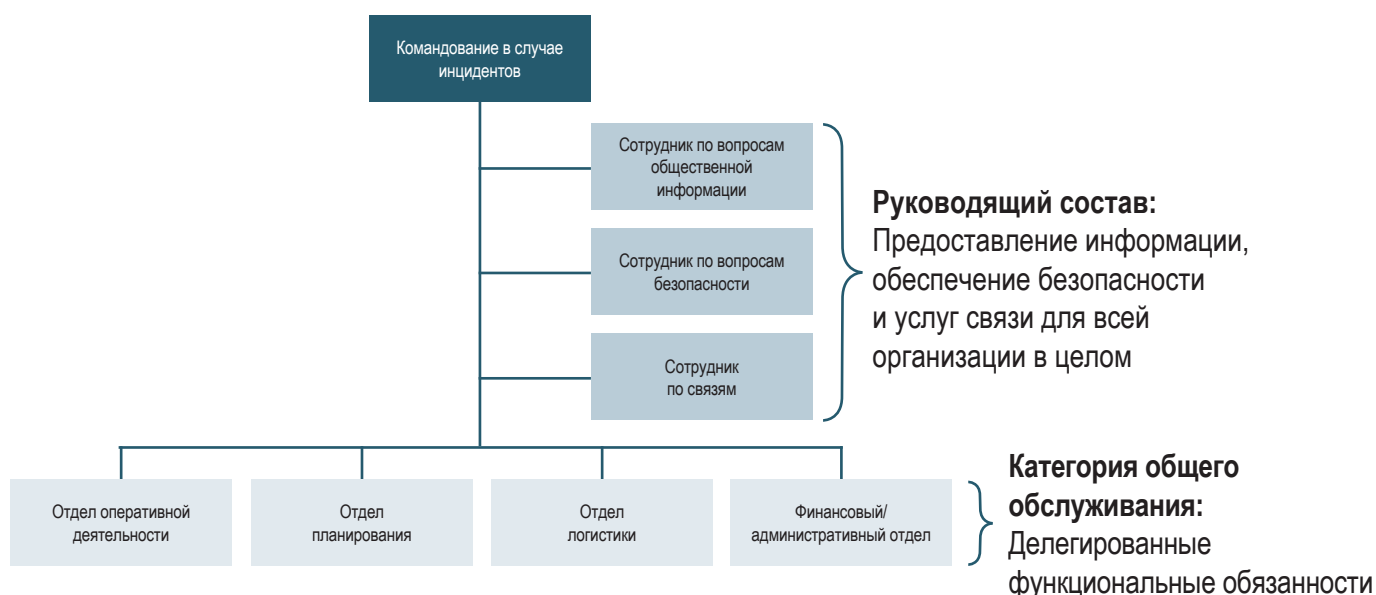 Командование в случае
инцидентов
Сотрудник по вопросам
общественной
информации
Сотрудник по вопросам
безопасности
Сотрудник
по связям
Руководящий состав:
Предоставление информации,
обеспечение безопасности
и услуг связи для всей
организации в целом
Отдел оперативной
деятельности
Отдел
планирования
Отдел
логистики
Финансовый/
административный отдел
Категория общего
обслуживания:
Делегированные
функциональные обязанности